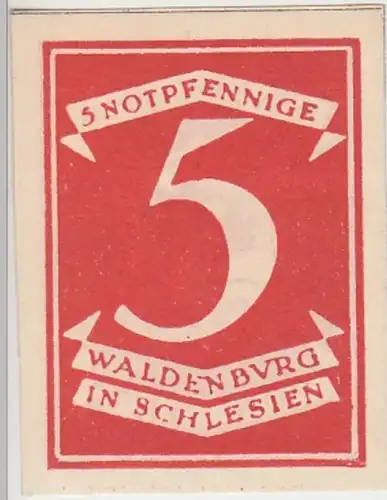 5 NOTPFENNIGE
5
WALDENBVRG
IN SCHLESIEN